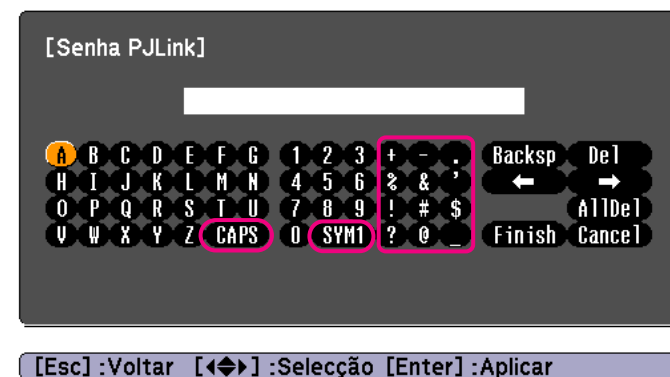 [Senha PJLink]
A B C D E F G 1 2 3 + - . Backsp Del
H I J K L M N 4 5 6 % & ' ← →
O P Q R S T U 7 8 9 ! # $ AllDel
V W X Y Z CAPS 0 SYM1 ? @ _ Finish Cancel
[Esc] :Voltar [◀◆▶] :Selecção [Enter] :Aplicar